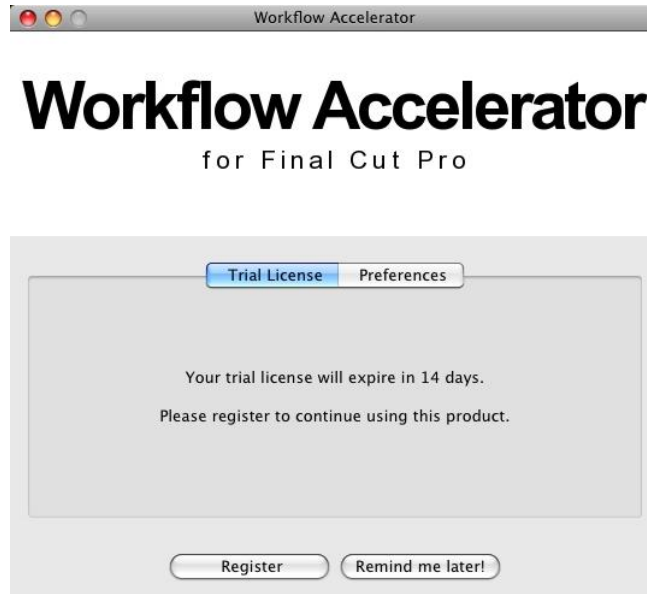 Workflow Accelerator
Workflow Accelerator
for Final Cut Pro
Trial License Preferences
Your trial license will expire in 14 days.
Please register to continue using this product.
Register Remind me later!